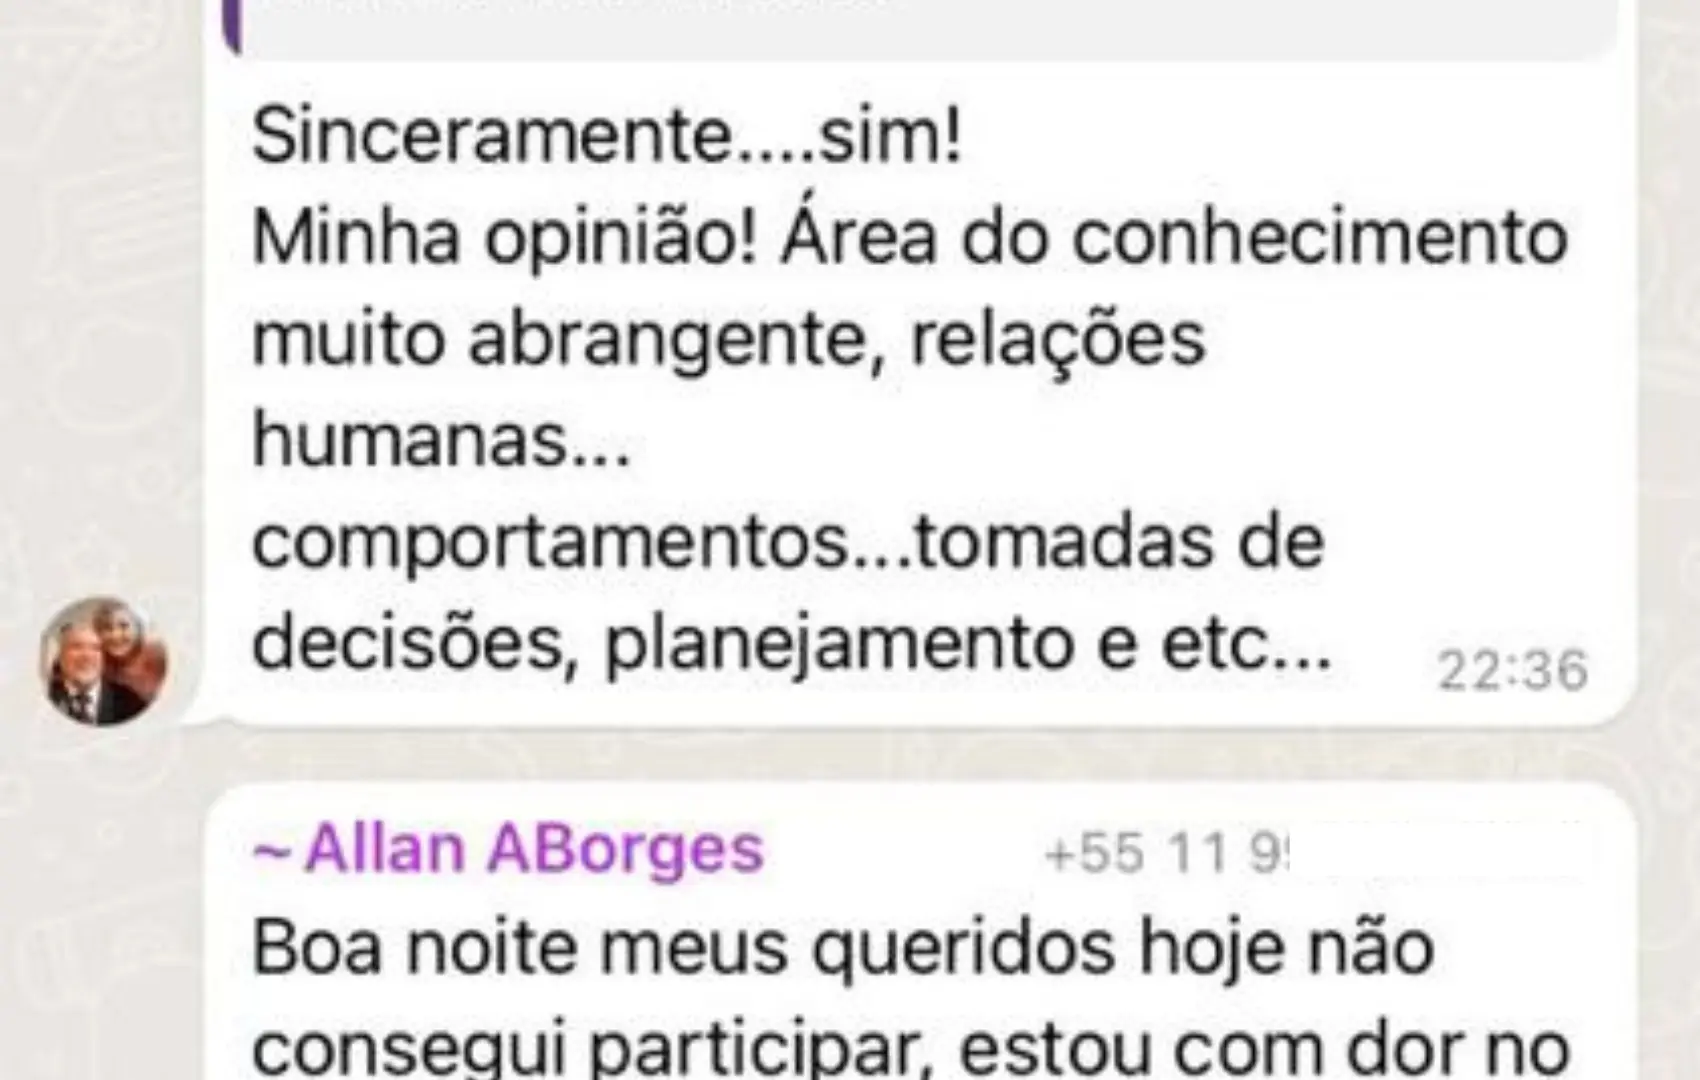 Sinceramente....sim!
Minha opinião! Área do conhecimento
muito abrangente, relações
humanas...
comportamentos...tomadas de
decisões, planejamento e etc...
22:36
~Allan ABorges
+55 11 9
Boa noite meus queridos hoje não
consegui participar, estou com dor no